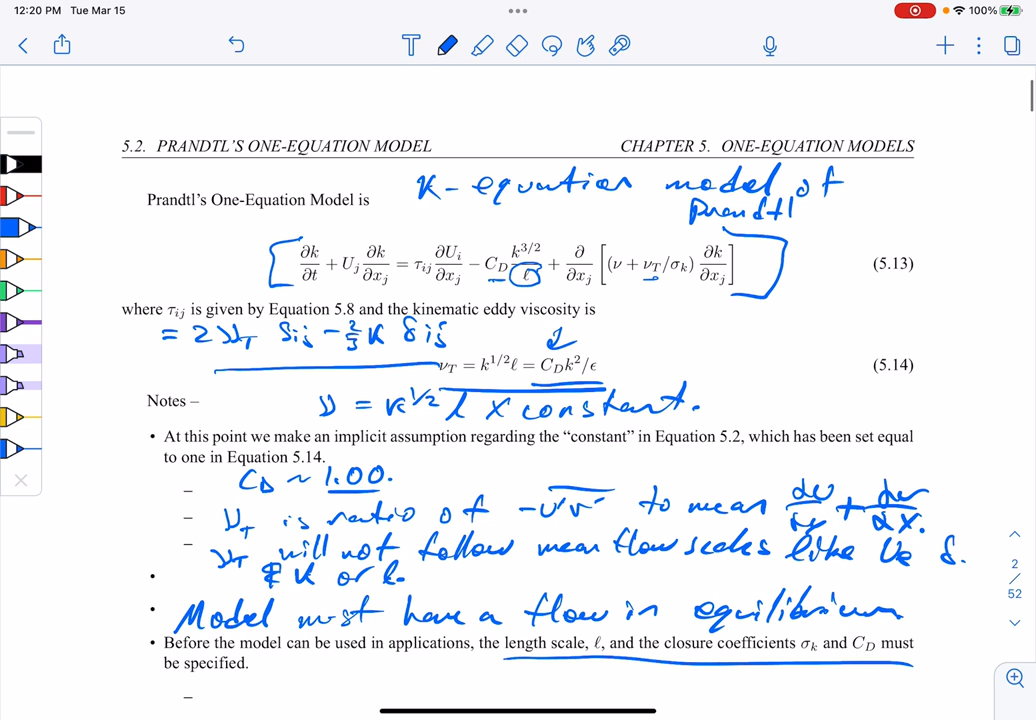 12:20 PM Tue Mar 15
100%
5.2. PRANDTL'S ONE-EQUATION MODEL CHAPTER 5. ONE-EQUATION MODELS
K-equation model of
Prandtl
Prandtl's One-Equation Model is
∂k/∂t + U_j ∂k/∂x_j = τ_ij ∂U_i/∂x_j − C_D k^{3/2}/ℓ + ∂/∂x_j [(ν + ν_T/σ_k) ∂k/∂x_j] (5.13)
where τ_ij is given by Equation 5.8 and the kinematic eddy viscosity is
= 2 ν_T S_ij − 2/3 K δ_ij
ν_T = k^{1/2}ℓ = C_D k²/ϵ (5.14)
Notes –
ν = K^{1/2} l × constant.
• At this point we make an implicit assumption regarding the “constant” in Equation 5.2, which has been set equal
to one in Equation 5.14.
– C_D ~ 1.00.
– ν_T is ratio of -u'v' to mean du/dy + dv/dx.
– ν_T will not follow mean flow scales like U_e δ.
K or l.
• Model must have a flow in equilibrium
• Before the model can be used in applications, the length scale, ℓ, and the closure coefficients σ_k and C_D must
be specified.
–
2
/
52